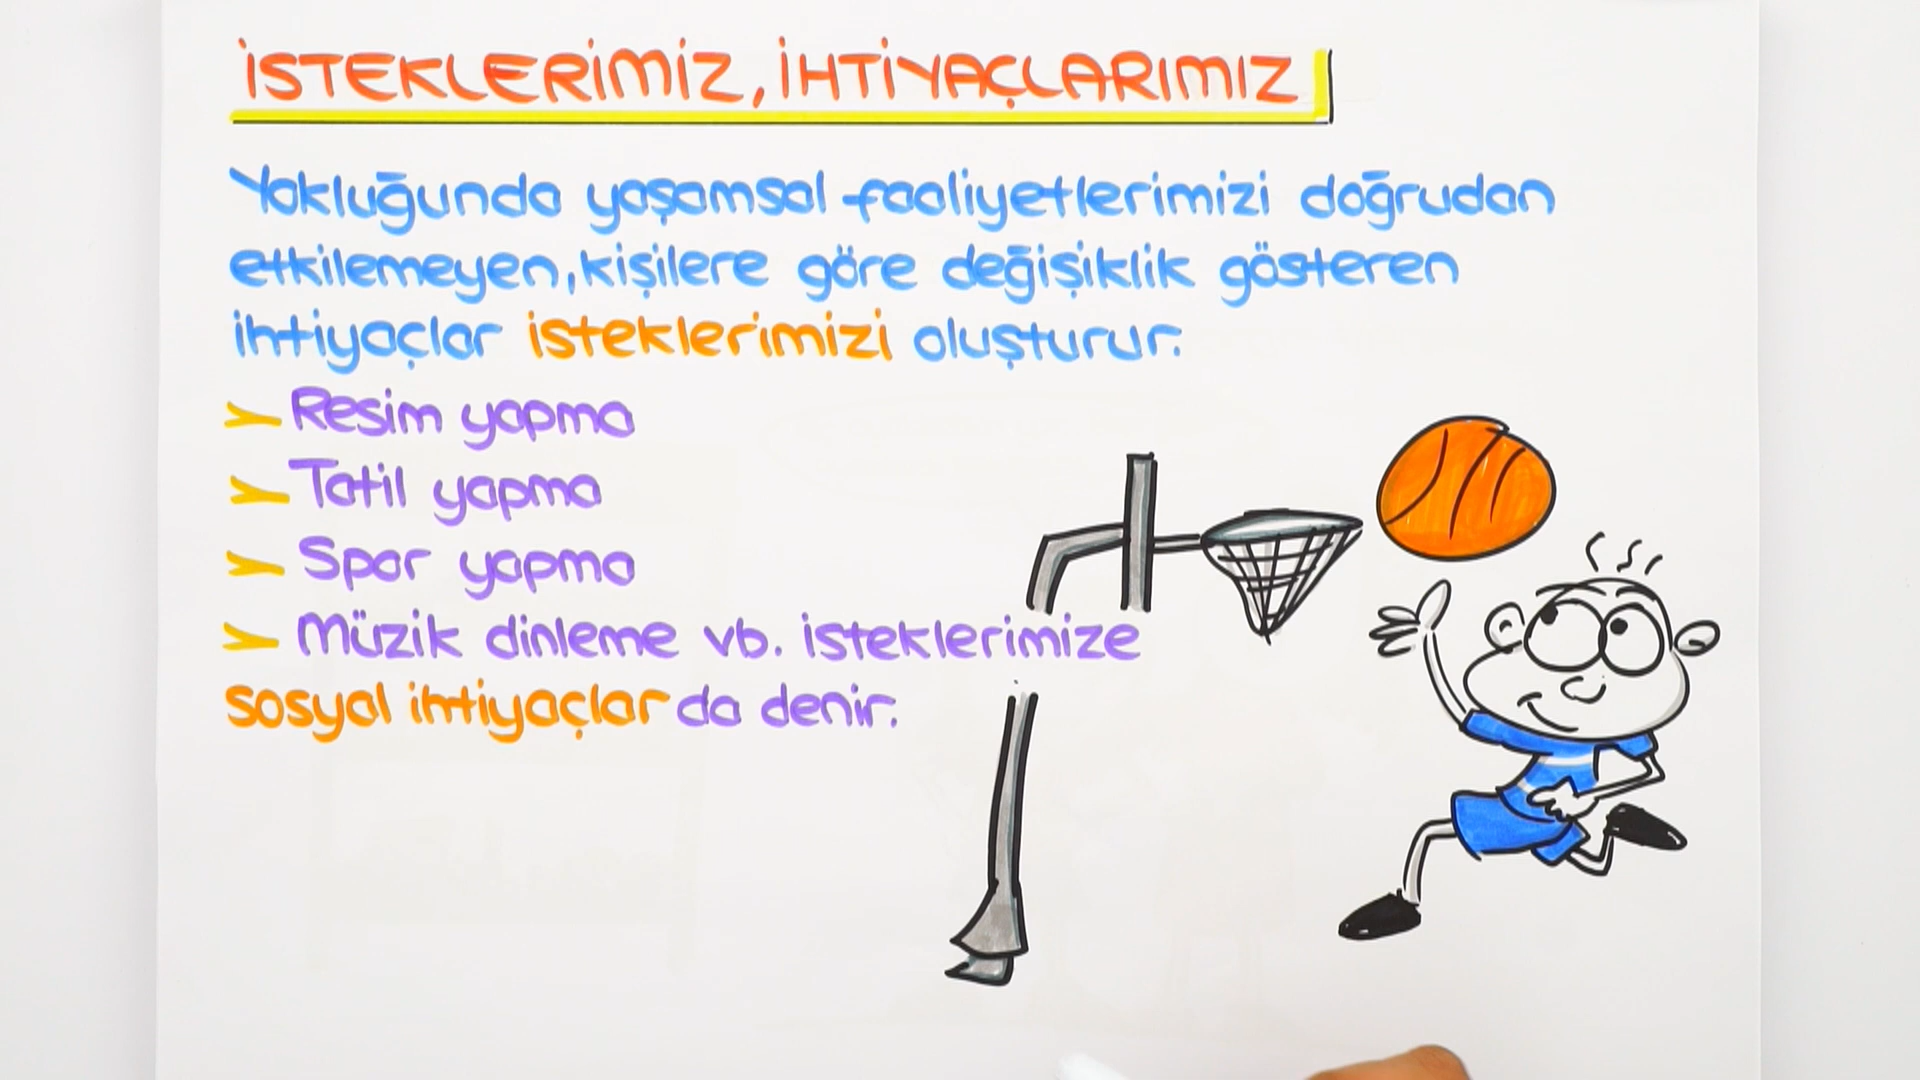 İSTEKLERİMİZ, İHTİYAÇLARIMIZ
Yokluğunda yaşamsal faaliyetlerimizi doğrudan
etkilemeyen, kişilere göre değişiklik gösteren
ihtiyaçlar isteklerimizi oluşturur.
➤ Resim yapma
➤ Tatil yapma
➤ Spor yapma
➤ Müzik dinleme vb. isteklerimize
sosyal ihtiyaçlar da denir.